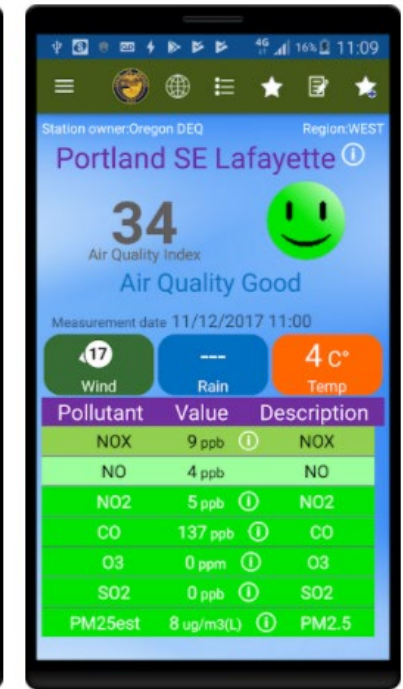 4G 16% 11:09
Station owner:Oregon DEQ Region:WEST
Portland SE Lafayette
34
Air Quality Index
Air Quality Good
Measurement date 11/12/2017 11:00
17 --- 4 C°
Wind Rain Temp
Pollutant Value Description
NOX 9 ppb NOX
NO 4 ppb NO
NO2 5 ppb NO2
CO 137 ppb CO
O3 0 ppm O3
SO2 0 ppb SO2
PM25est 8 ug/m3(L) PM2.5